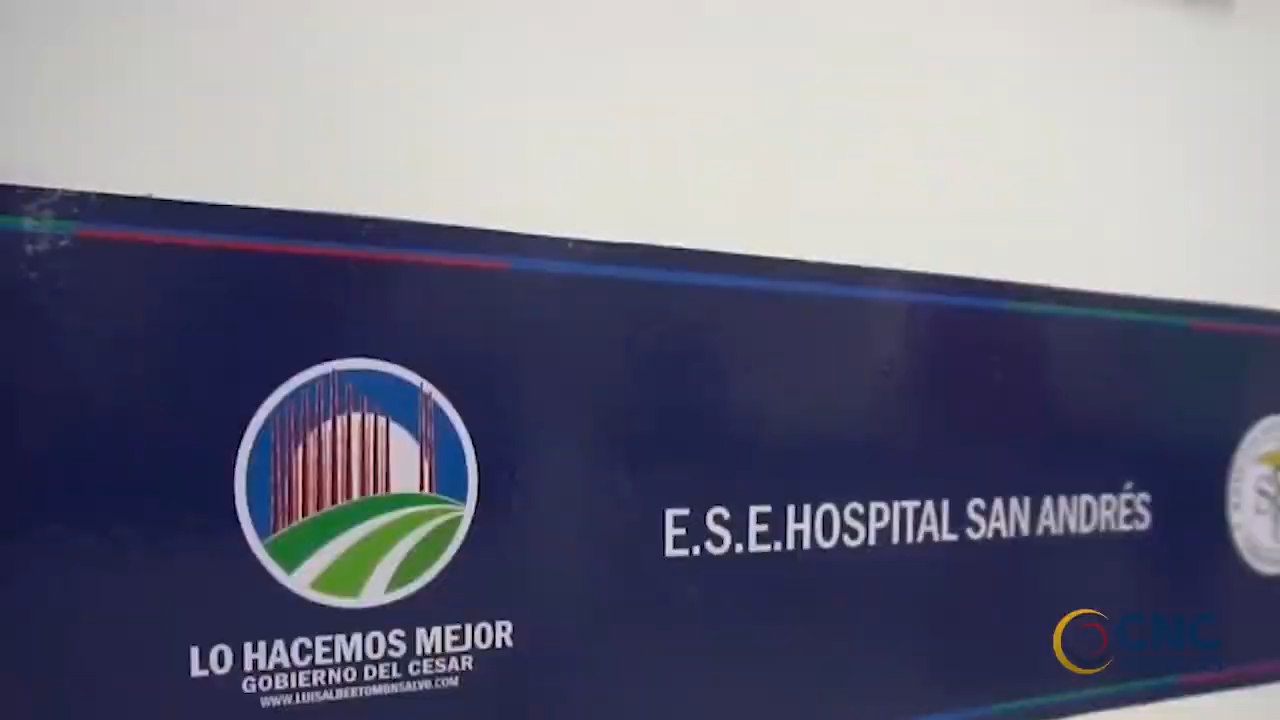 LO HACEMOS MEJOR
GOBIERNO DEL CESAR
WWW.LUISALBERTOMONSALVO.COM
E.S.E.HOSPITAL SAN ANDRÉS
CNC